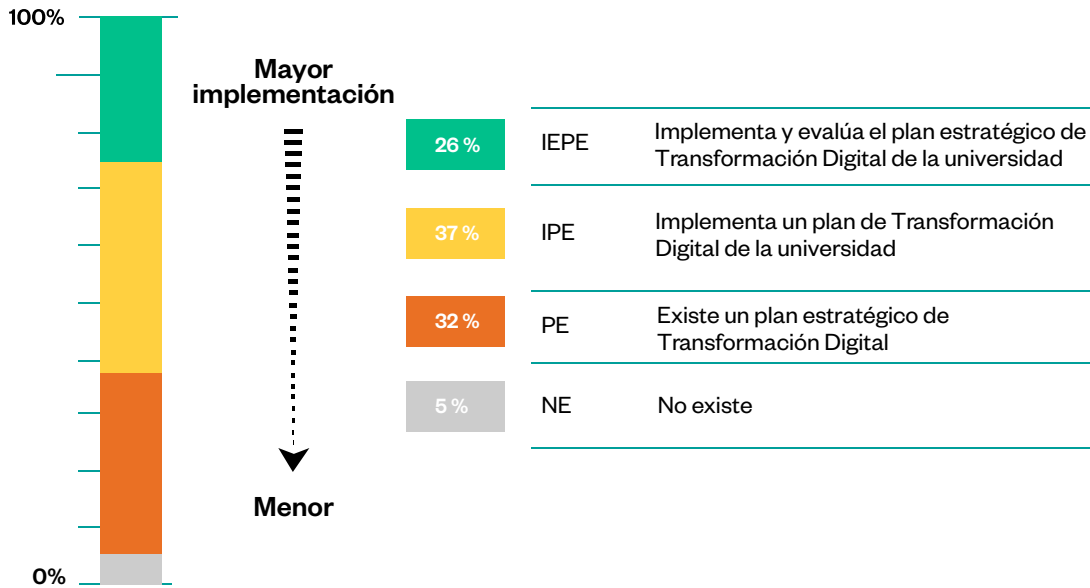 100%
Mayor
implementación
26 %
IEPE
Implementa y evalúa el plan estratégico de
Transformación Digital de la universidad
37 %
IPE
Implementa un plan de Transformación
Digital de la universidad
32 %
PE
Existe un plan estratégico de
Transformación Digital
5 %
NE
No existe
Menor
0%